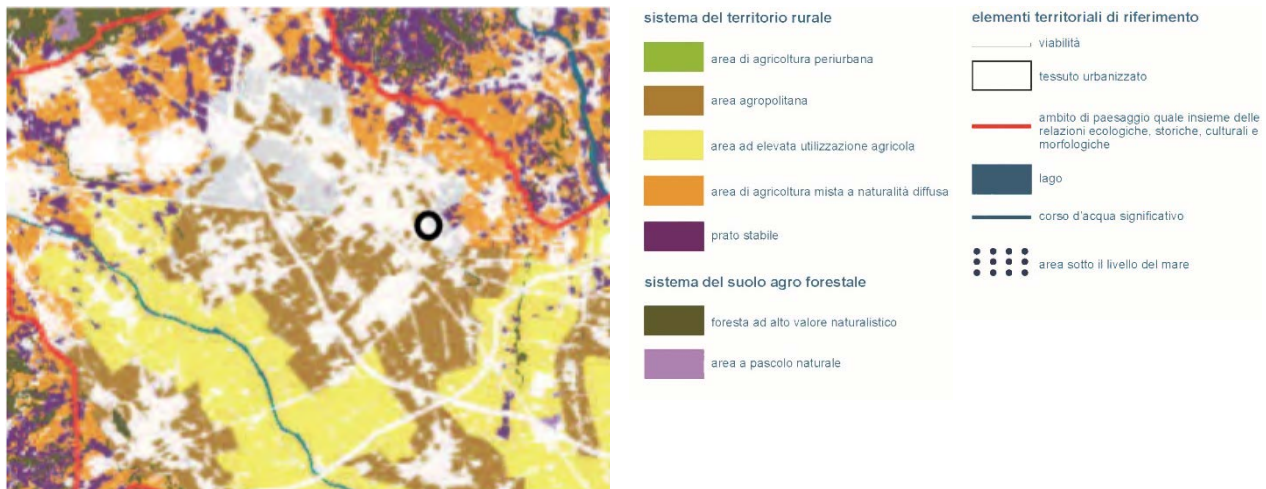 sistema del territorio rurale
area di agricoltura periurbana
area agropolitana
area ad elevata utilizzazione agricola
area di agricoltura mista a naturalità diffusa
prato stabile
sistema del suolo agro forestale
foresta ad alto valore naturalistico
area a pascolo naturale
elementi territoriali di riferimento
viabilità
tessuto urbanizzato
ambito di paesaggio quale insieme delle
relazioni ecologiche, storiche, culturali e
morfologiche
lago
corso d'acqua significativo
area sotto il livello del mare